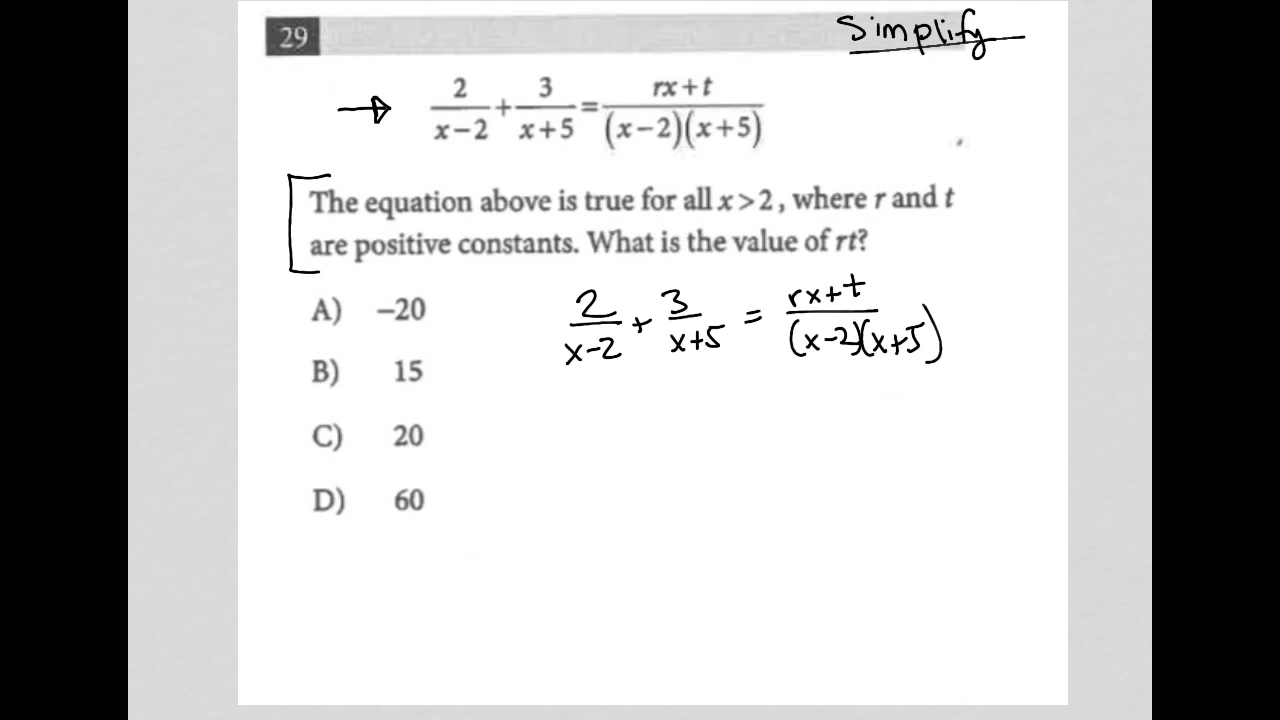 29
Simplify
2/(x−2) + 3/(x+5) = (rx+t)/((x−2)(x+5))
The equation above is true for all x > 2, where r and t
are positive constants. What is the value of rt?
A) −20
B) 15
C) 20
D) 60
2/(x-2) + 3/(x+5) = (rx+t)/((x-2)(x+5))